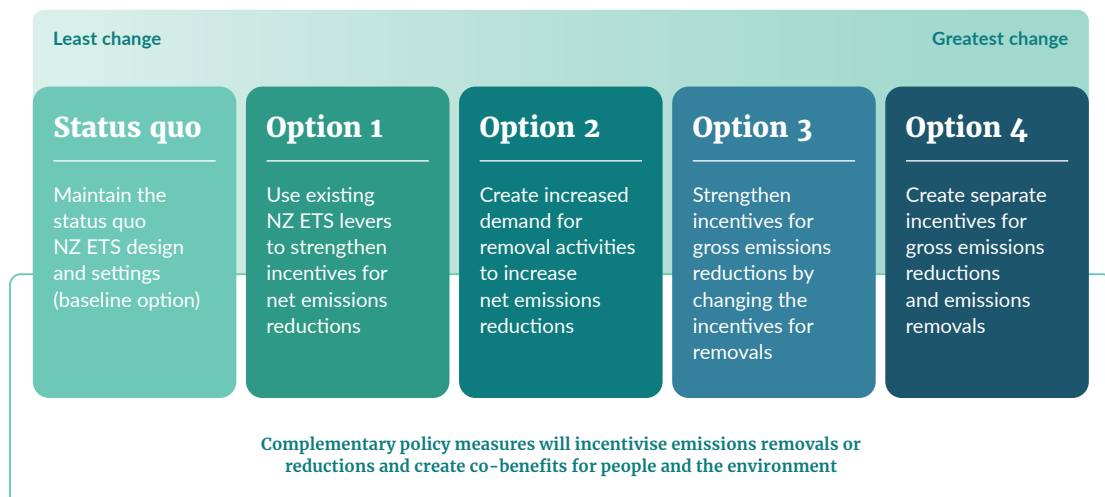 Least change
Greatest change
Status quo
Maintain the
status quo
NZ ETS design
and settings
(baseline option)
Option 1
Use existing
NZ ETS levers
to strengthen
incentives for
net emissions
reductions
Option 2
Create increased
demand for
removal activities
to increase
net emissions
reductions
Option 3
Strengthen
incentives for
gross emissions
reductions by
changing the
incentives for
removals
Option 4
Create separate
incentives for
gross emissions
reductions
and emissions
removals
Complementary policy measures will incentivise emissions removals or
reductions and create co-benefits for people and the environment